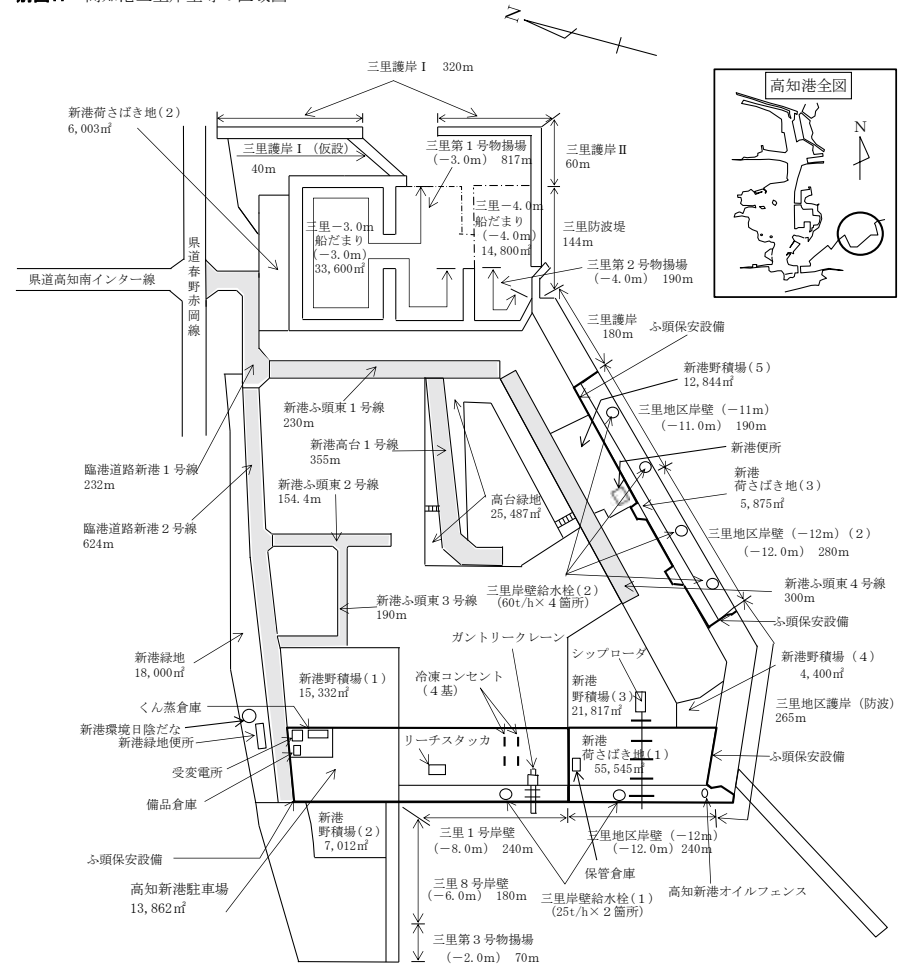 N
三里護岸Ⅰ 320m
高知港全図
N
新港荷さばき地(2)
6,003㎡
三里護岸Ⅰ (仮設)
40m
三里第1号物揚場
(-3.0m) 817m
三里護岸Ⅱ
60m
三里-3.0m
船だまり
(-3.0m)
33,600㎡
三里-4.0m
船だまり
(-4.0m)
14,800㎡
三里防波堤
144m
県道春野赤岡線
県道高知南インター線
三里第2号物揚場
(-4.0m) 190m
三里護岸
180m
ふ頭保安設備
新港野積場(5)
12,844㎡
新港ふ頭東1号線
230m
三里地区岸壁 (-11m)
(-11.0m) 190m
新港高台1号線
355m
新港便所
臨港道路新港1号線
232m
新港ふ頭東2号線
154.4m
高台緑地
25,487㎡
新港
荷さばき地(3)
5,875㎡
臨港道路新港2号線
624m
三里地区岸壁 (-12m) (2)
(-12.0m) 280m
新港ふ頭東3号線
190m
三里岸壁給水栓(2)
(60t/h×4箇所)
新港ふ頭東4号線
300m
ふ頭保安設備
ガントリークレーン
シップローダ
新港緑地
18,000㎡
新港野積場(1)
15,332㎡
冷凍コンセント
(4基)
新港
野積場(3)
21,817㎡
新港野積場 (4)
4,400㎡
くん蒸倉庫
三里地区護岸 (防波)
265m
新港環境日陰だな
新港緑地便所
リーチスタッカ
新港
荷さばき地(1)
55,545㎡
ふ頭保安設備
受変電所
備品倉庫
新港
野積場(2)
7,012㎡
三里1号岸壁
(-8.0m) 240m
三里地区岸壁 (-12m)
(-12.0m) 240m
ふ頭保安設備
保管倉庫
高知新港駐車場
13,862㎡
三里8号岸壁
(-6.0m) 180m
三里岸壁給水栓(1)
(25t/h×2箇所)
高知新港オイルフェンス
三里第3号物揚場
(-2.0m) 70m